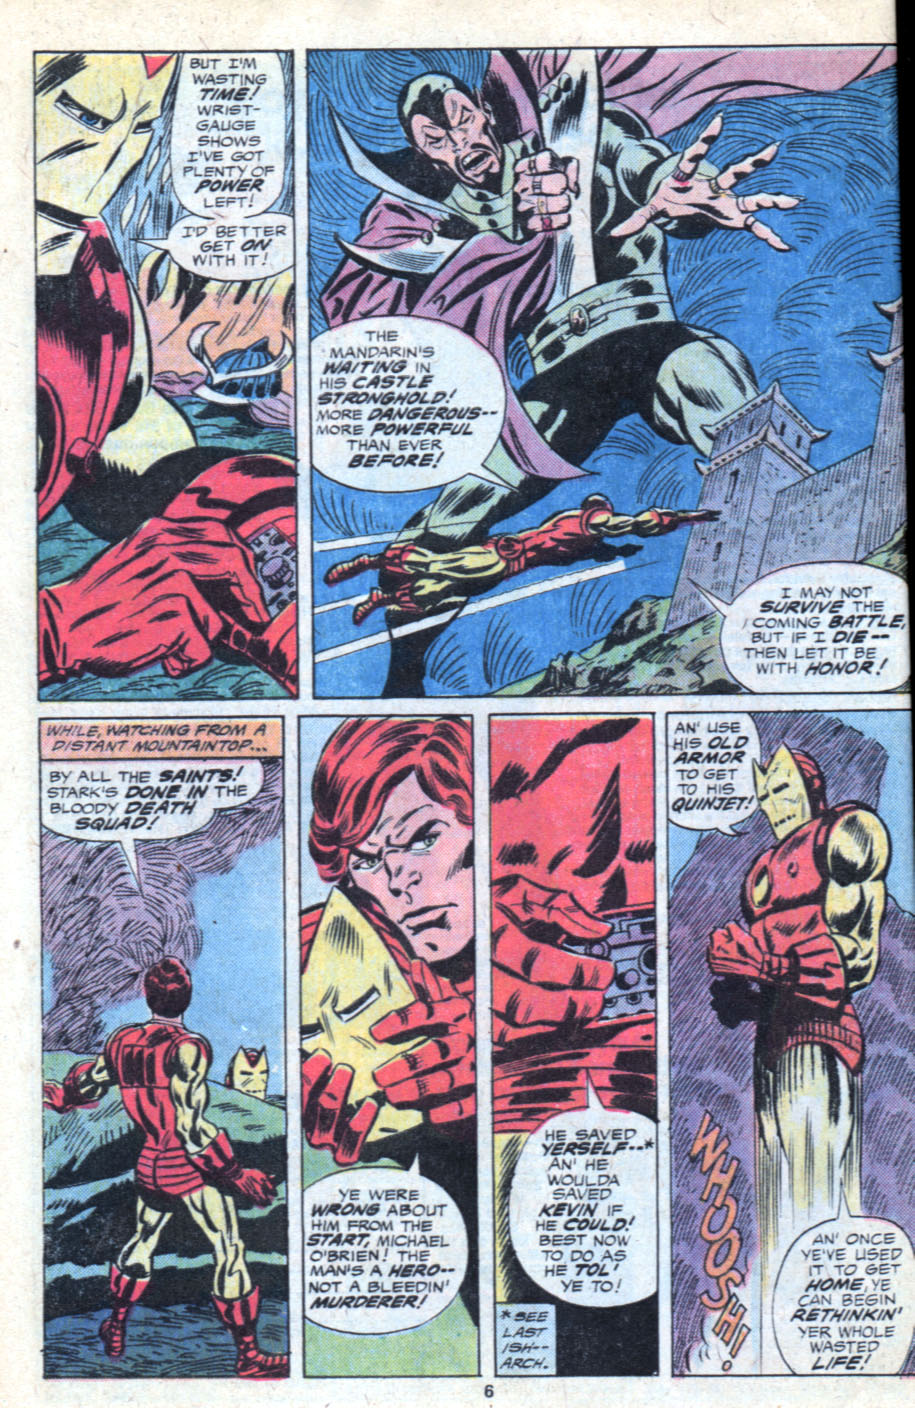 BUT I'M
WASTING
TIME!
WRIST-
GAUGE
SHOWS
I'VE GOT
PLENTY OF
POWER
LEFT!
I'D BETTER
GET ON
WITH IT!
THE
MANDARIN'S
WAITING IN
HIS CASTLE
STRONGHOLD!
MORE DANGEROUS--
MORE POWERFUL
THAN EVER
BEFORE!
I MAY NOT
SURVIVE THE
COMING BATTLE,
BUT IF I DIE--
THEN LET IT BE
WITH HONOR!
WHILE, WATCHING FROM A
DISTANT MOUNTAINTOP...
BY ALL THE SAINTS!
STARK'S DONE IN THE
BLOODY DEATH
SQUAD!
YE WERE
WRONG ABOUT
HIM FROM THE
START, MICHAEL
O'BRIEN! THE
MAN'S A HERO--
NOT A BLEEDIN'
MURDERER!
HE SAVED
YERSELF--*
AN' HE
WOULDA
SAVED
KEVIN IF
HE COULD!
BEST NOW
TO DO AS
HE TOL'
YE TO!
*SEE
LAST
ISH--
ARCH.
AN' USE
HIS OLD
ARMOR
TO GET
TO HIS
QUINJET!
WHOOSH!
AN' ONCE
YE'VE USED
IT TO GET
HOME, YE
CAN BEGIN
RETHINKIN'
YER WHOLE
WASTED
LIFE!
6